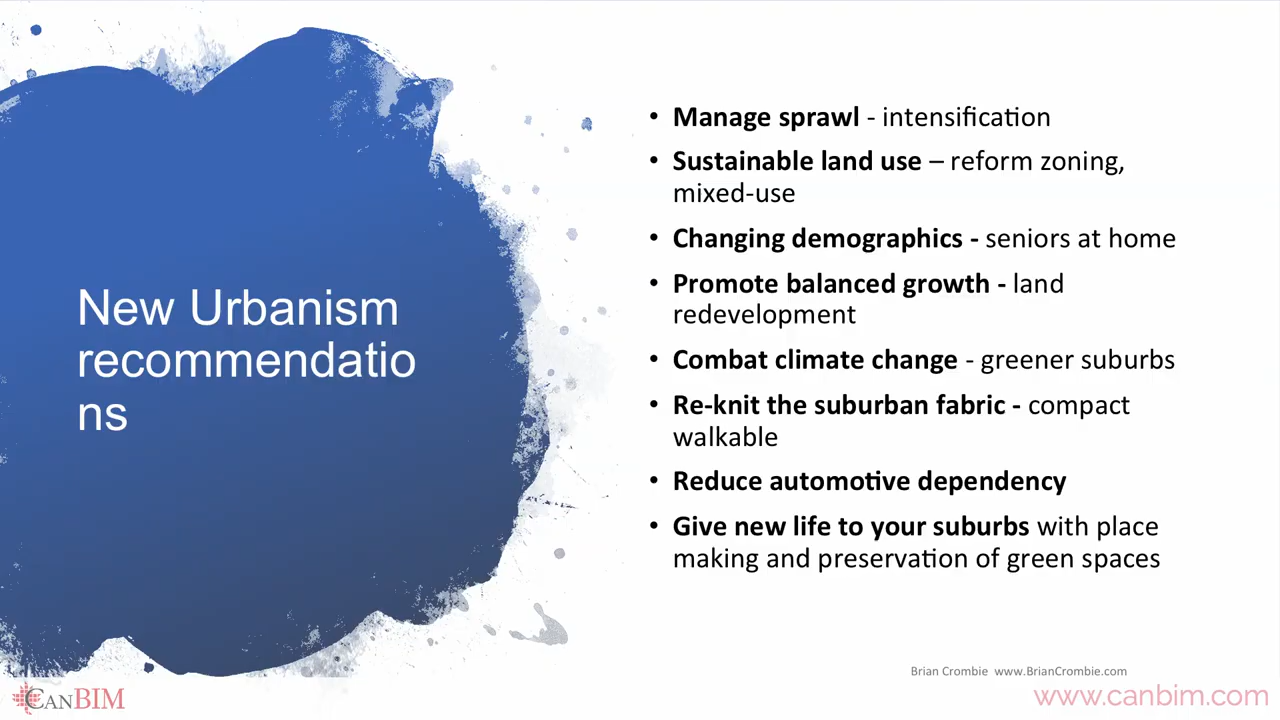 New Urbanism
recommendatio
ns
• Manage sprawl - intensification
• Sustainable land use – reform zoning,
mixed-use
• Changing demographics - seniors at home
• Promote balanced growth - land
redevelopment
• Combat climate change - greener suburbs
• Re-knit the suburban fabric - compact
walkable
• Reduce automotive dependency
• Give new life to your suburbs with place
making and preservation of green spaces
Brian Crombie www.BrianCrombie.com
CANBIM
www.canbim.com